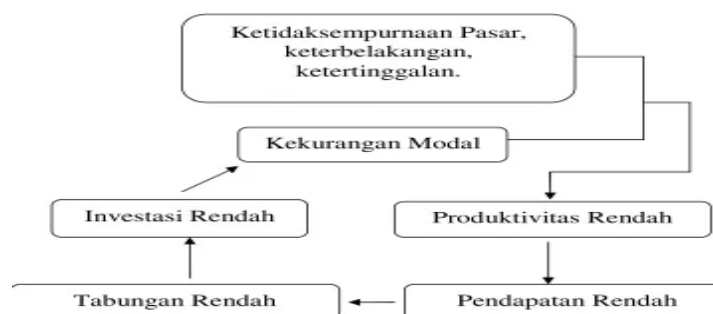 Ketidaksempurnaan Pasar,
keterbelakangan,
ketertinggalan.
Kekurangan Modal
Investasi Rendah
Produktivitas Rendah
Tabungan Rendah
Pendapatan Rendah